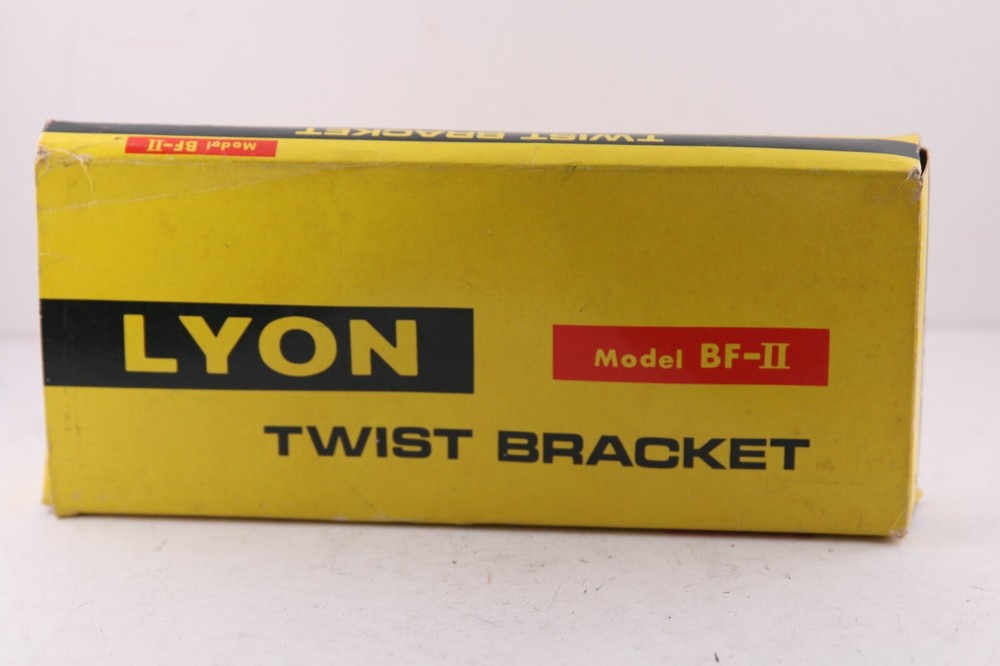 TWIST BRACKET
Model BF-II
LYON
Model BF-II
TWIST BRACKET